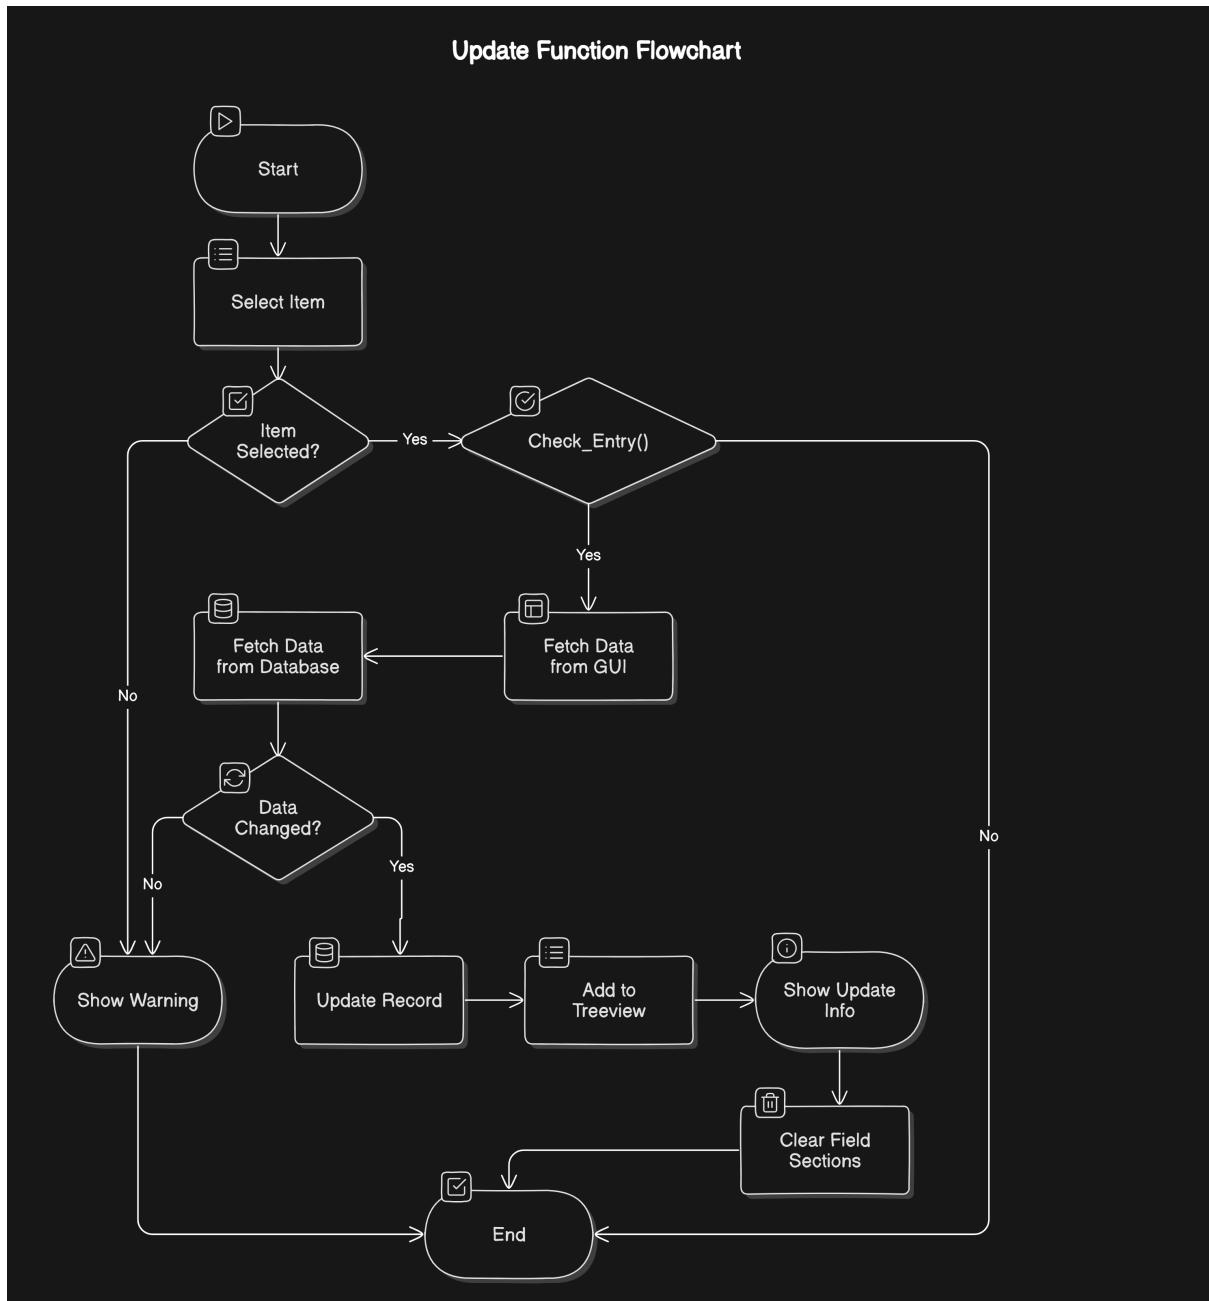 Update Function Flowchart
Start
Select Item
Item
Selected?
Yes
Check_Entry()
Yes
Fetch Data
from Database
Fetch Data
from GUI
No
Data
Changed?
No
Yes
No
Show Warning
Update Record
Add to
Treeview
Show Update
Info
Clear Field
Sections
End